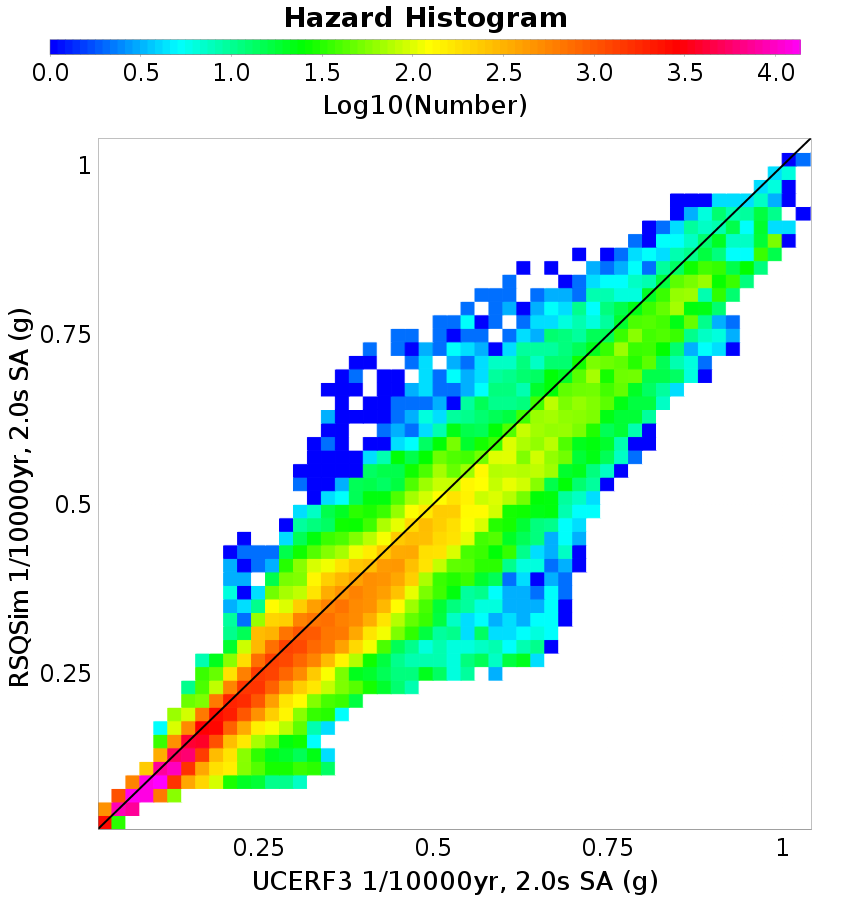 Hazard Histogram
0.0 0.5 1.0 1.5 2.0 2.5 3.0 3.5 4.0
Log10(Number)
1
0.75
0.5
0.25
RSQSim 1/10000yr, 2.0s SA (g)
0.25 0.5 0.75 1
UCERF3 1/10000yr, 2.0s SA (g)